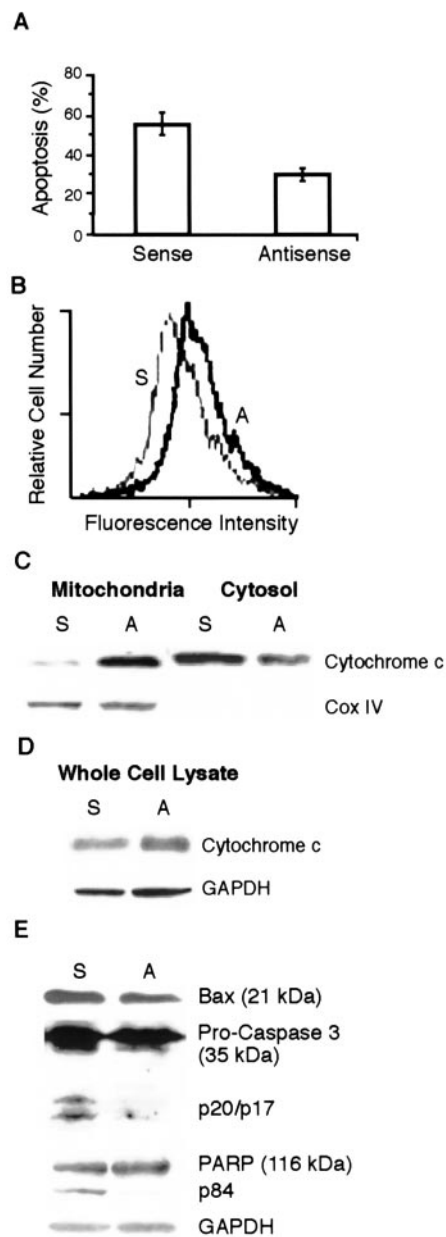 A
Apoptosis (%)
80
60
40
20
0
Sense Antisense
B
Relative Cell Number
S
A
Fluorescence Intensity
C
Mitochondria Cytosol
S A S A
Cytochrome c
Cox IV
D
Whole Cell Lysate
S A
Cytochrome c
GAPDH
E
S A
Bax (21 kDa)
Pro-Caspase 3
(35 kDa)
p20/p17
PARP (116 kDa)
p84
GAPDH